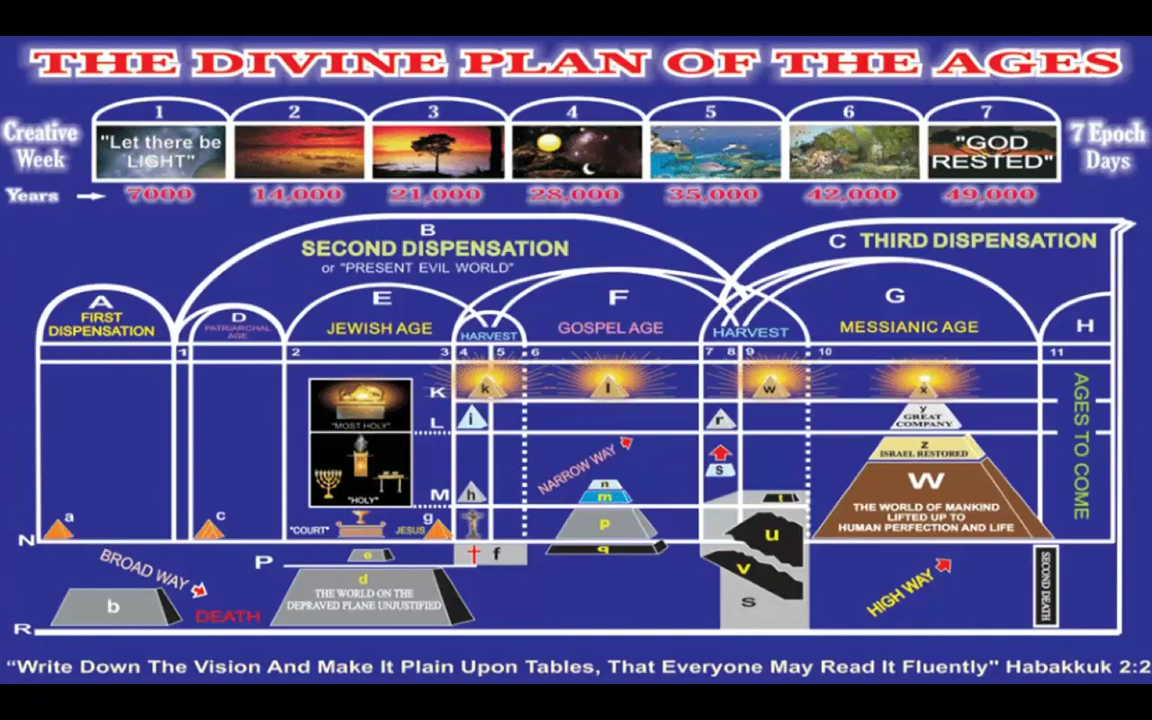 THE DIVINE PLAN OF THE AGES
1 2 3 4 5 6 7
Creative
Week
"Let there be
LIGHT"
"GOD
RESTED"
7 Epoch
Days
Years
7000 14,000 21,000 28,000 35,000 42,000 49,000
B
SECOND DISPENSATION
or "PRESENT EVIL WORLD"
C THIRD DISPENSATION
A
FIRST
DISPENSATION
D
PATRIARCHAL
AGE
E
JEWISH AGE
HARVEST
F
GOSPEL AGE
HARVEST
G
MESSIANIC AGE
H
1 2 3 4 5 6 7 8 9 10 11
K k l w x
"MOST HOLY"
L i r
y
GREAT
COMPANY
z
ISRAEL RESTORED
AGES TO COME
NARROW WAY
s
"HOLY"
M h
n
m
t
W
THE WORLD OF MANKIND
LIFTED UP TO
HUMAN PERFECTION AND LIFE
a c
"COURT"
JESUS g
p
u
N
q
P e f
BROAD WAY
d
THE WORLD ON THE
DEPRAVED PLANE UNJUSTIFIED
v
HIGH WAY
SECOND DEATH
b
S
DEATH
R
"Write Down The Vision And Make It Plain Upon Tables, That Everyone May Read It Fluently" Habakkuk 2:2